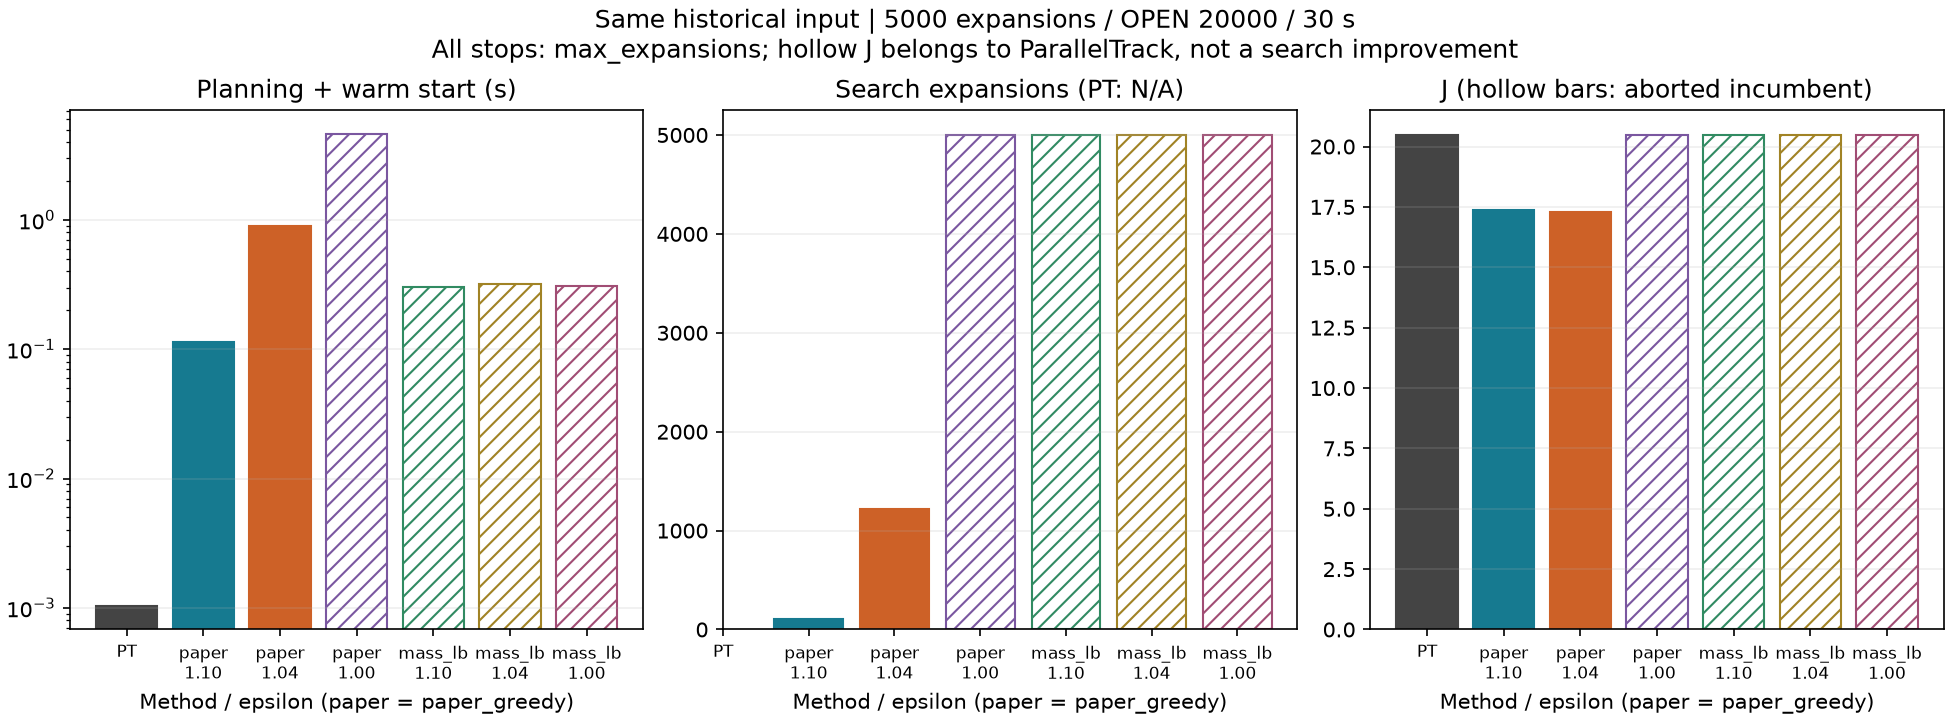 Same historical input | 5000 expansions / OPEN 20000 / 30 s
All stops: max_expansions; hollow J belongs to ParallelTrack, not a search improvement
Planning + warm start (s)
10⁰
10⁻¹
10⁻²
10⁻³
PT
paper 1.10
paper 1.04
paper 1.00
mass_lb 1.10
mass_lb 1.04
mass_lb 1.00
Method / epsilon (paper = paper_greedy)
Search expansions (PT: N/A)
5000
4000
3000
2000
1000
0
PT
paper 1.10
paper 1.04
paper 1.00
mass_lb 1.10
mass_lb 1.04
mass_lb 1.00
Method / epsilon (paper = paper_greedy)
J (hollow bars: aborted incumbent)
20.0
17.5
15.0
12.5
10.0
7.5
5.0
2.5
0.0
PT
paper 1.10
paper 1.04
paper 1.00
mass_lb 1.10
mass_lb 1.04
mass_lb 1.00
Method / epsilon (paper = paper_greedy)